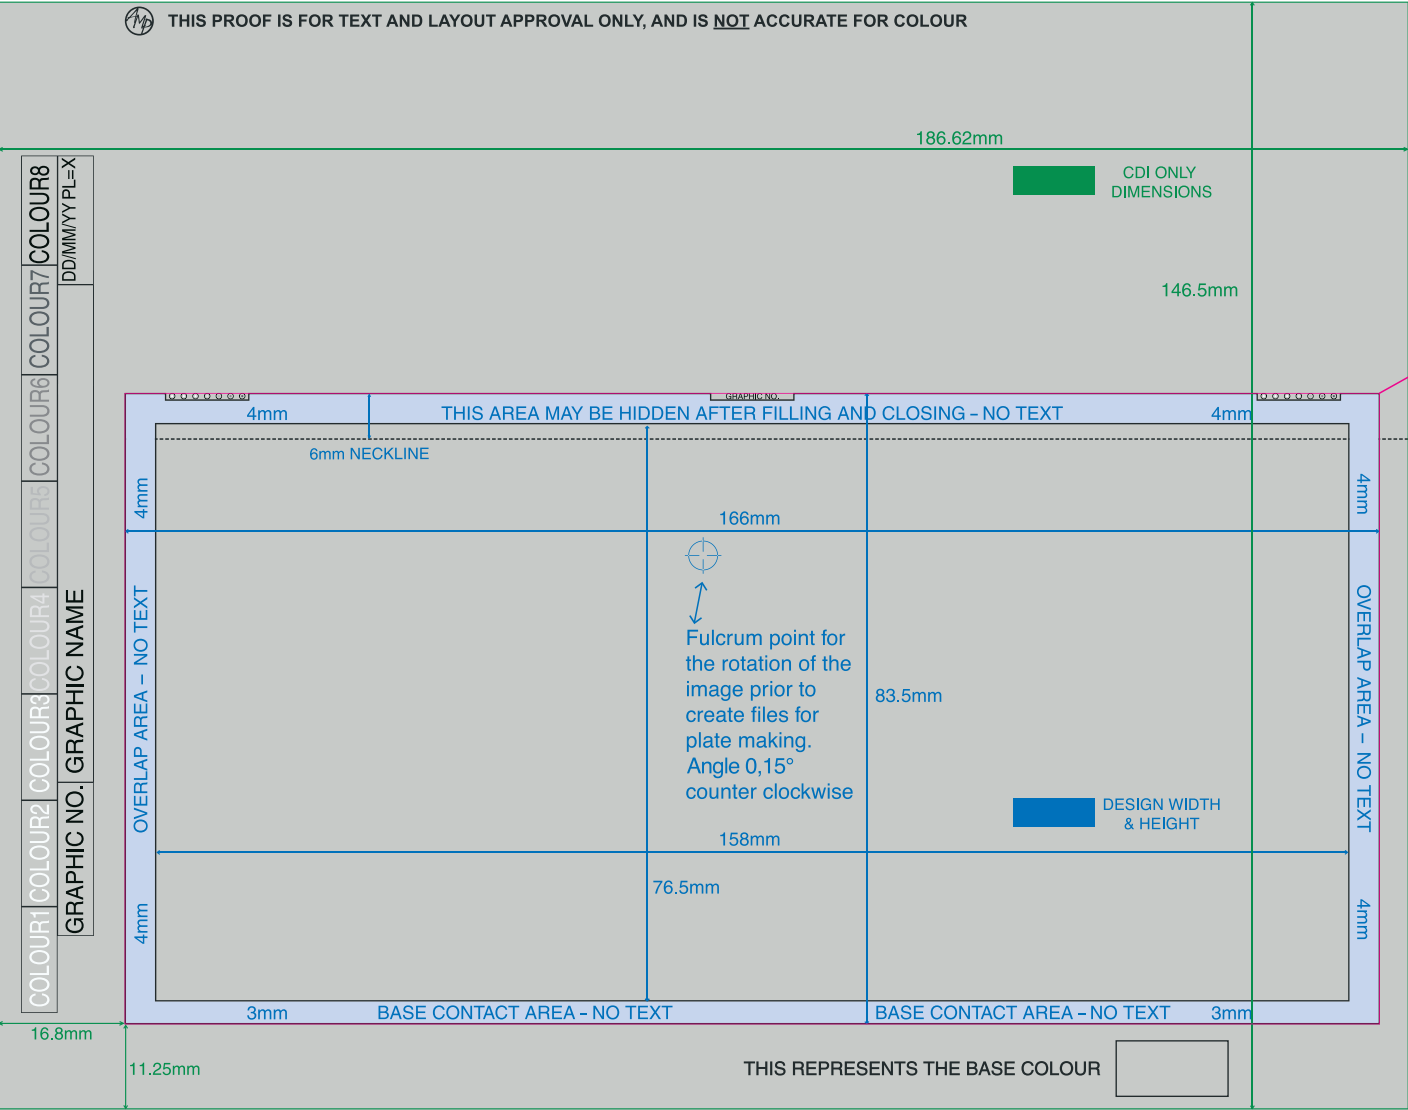 AMP THIS PROOF IS FOR TEXT AND LAYOUT APPROVAL ONLY, AND IS NOT ACCURATE FOR COLOUR
186.62mm
CDI ONLY
DIMENSIONS
146.5mm
COLOUR8
COLOUR7
COLOUR6
COLOUR5
COLOUR4
COLOUR3
COLOUR2
COLOUR1
DD/MM/YY PL=X
GRAPHIC NAME
GRAPHIC NO.
GRAPHIC NO.
4mm THIS AREA MAY BE HIDDEN AFTER FILLING AND CLOSING – NO TEXT 4mm
6mm NECKLINE
4mm
4mm
166mm
OVERLAP AREA – NO TEXT
OVERLAP AREA – NO TEXT
Fulcrum point for
the rotation of the
image prior to
create files for
plate making.
Angle 0,15°
counter clockwise
83.5mm
DESIGN WIDTH
& HEIGHT
158mm
76.5mm
4mm
4mm
3mm BASE CONTACT AREA – NO TEXT BASE CONTACT AREA – NO TEXT 3mm
16.8mm
11.25mm
THIS REPRESENTS THE BASE COLOUR